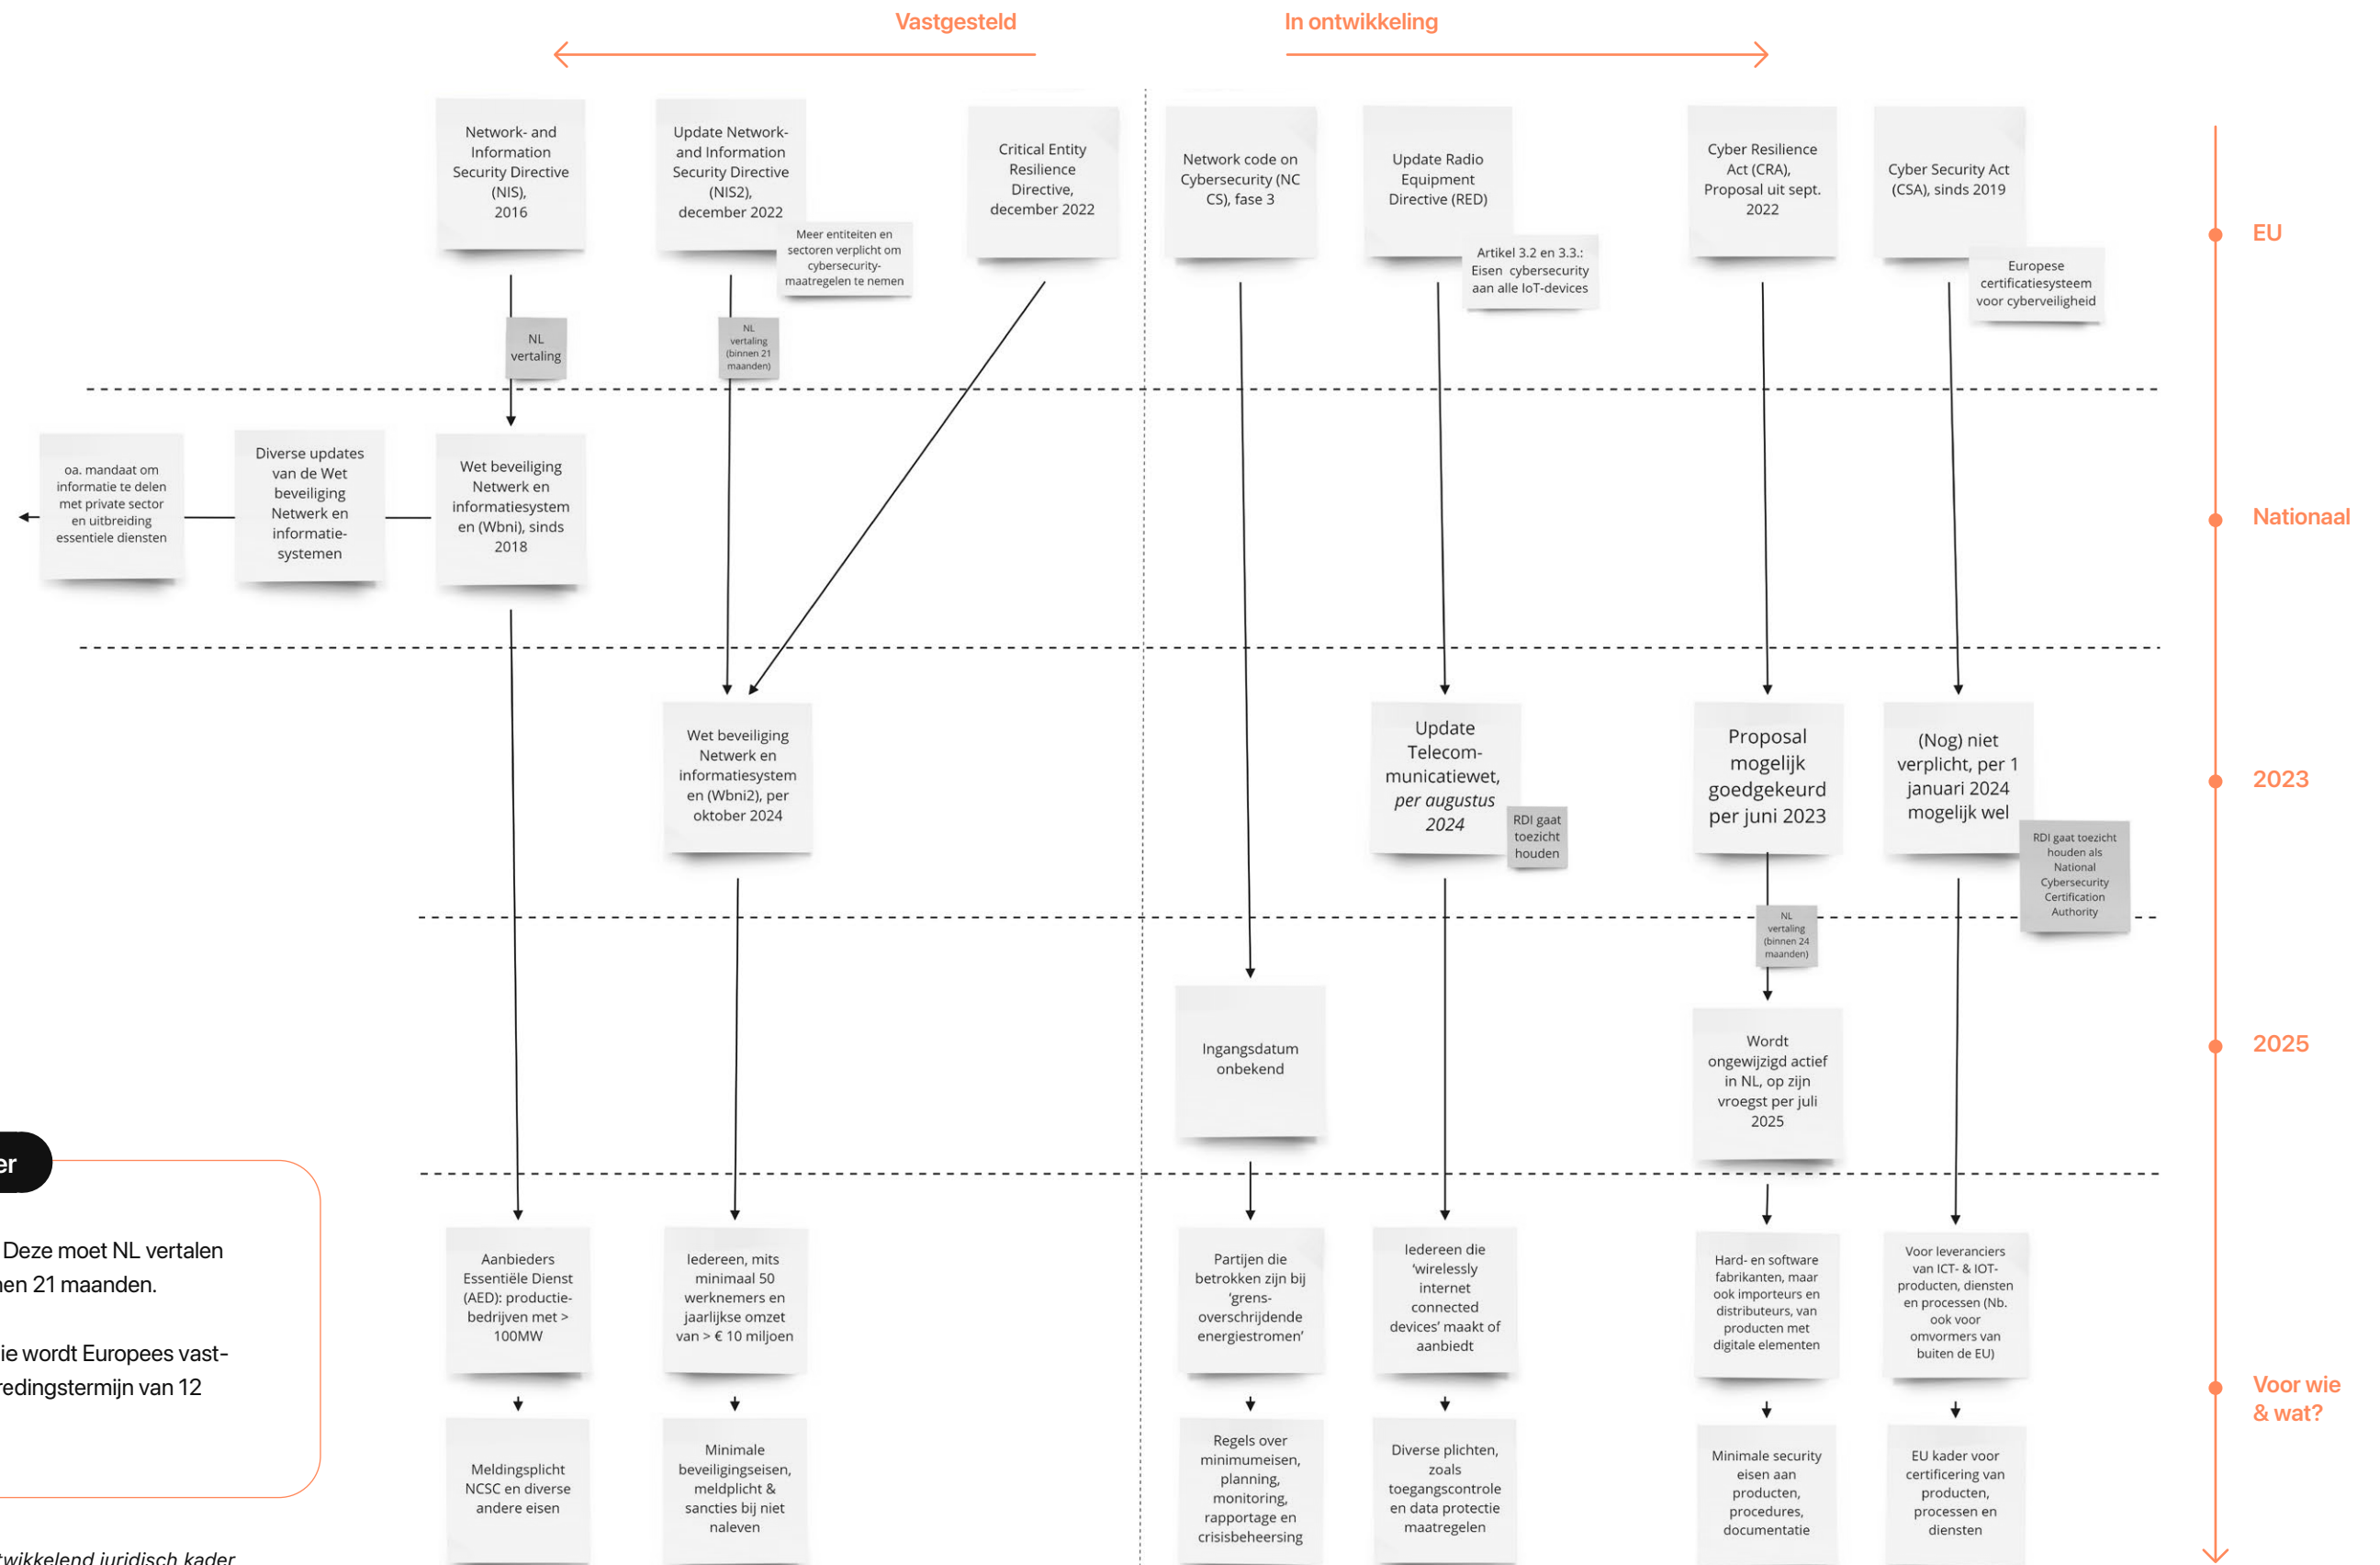 Vastgesteld
In ontwikkeling
Network- and
Information
Security Directive
(NIS),
2016
Update Network-
and Information
Security Directive
(NIS2),
december 2022
Meer entiteiten en
sectoren verplicht om
cybersecurity-
maatregelen te nemen
Critical Entity
Resilience
Directive,
december 2022
Network code on
Cybersecurity (NC
CS), fase 3
Update Radio
Equipment
Directive (RED)
Artikel 3.2 en 3.3.:
Eisen cybersecurity
aan alle IoT-devices
Cyber Resilience
Act (CRA),
Proposal uit sept.
2022
Cyber Security Act
(CSA), sinds 2019
Europese
certificatiesysteem
voor cyberveiligheid
EU
NL
vertaling
NL
vertaling
(binnen 21
maanden)
oa. mandaat om
informatie te delen
met private sector
en uitbreiding
essentiele diensten
Diverse updates
van de Wet
beveiliging
Netwerk en
informatie-
systemen
Wet beveiliging
Netwerk en
informatiesystem
en (Wbni), sinds
2018
Nationaal
Wet beveiliging
Netwerk en
informatiesystem
en (Wbni2), per
oktober 2024
Update
Telecom-
municatiewet,
per augustus
2024
RDI gaat
toezicht
houden
Proposal
mogelijk
goedgekeurd
per juni 2023
(Nog) niet
verplicht, per 1
januari 2024
mogelijk wel
RDI gaat toezicht
houden als
National
Cybersecurity
Certification
Authority
2023
NL
vertaling
(binnen 24
maanden)
Ingangsdatum
onbekend
Wordt
ongewijzigd actief
in NL, op zijn
vroegst per juli
2025
2025
er
Deze moet NL vertalen
nen 21 maanden.
ie wordt Europees vast-
redingstermijn van 12
twikkelend juridisch kader
Aanbieders
Essentiële Dienst
(AED): productie-
bedrijven met >
100MW
Iedereen, mits
minimaal 50
werknemers en
jaarlijkse omzet
van > € 10 miljoen
Partijen die
betrokken zijn bij
‘grens-
overschrijdende
energiestromen’
Iedereen die
‘wirelessly
internet
connected
devices’ maakt of
aanbiedt
Hard- en software
fabrikanten, maar
ook importeurs en
distributeurs, van
producten met
digitale elementen
Voor leveranciers
van ICT- & IOT-
producten, diensten
en processen (Nb.
ook voor
omvormers van
buiten de EU)
Voor wie
& wat?
Meldingsplicht
NCSC en diverse
andere eisen
Minimale
beveiligingseisen,
meldplicht &
sancties bij niet
naleven
Regels over
minimumeisen,
planning,
monitoring,
rapportage en
crisisbeheersing
Diverse plichten,
zoals
toegangscontrole
en data protectie
maatregelen
Minimale security
eisen aan
producten,
procedures,
documentatie
EU kader voor
certificering van
producten,
processen en
diensten